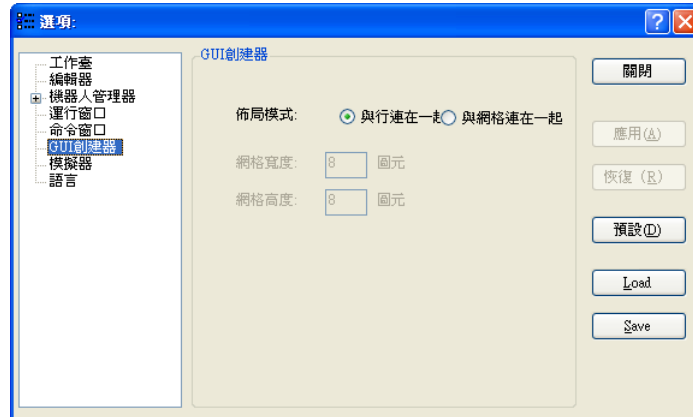 選項:
工作臺
編輯器
機器人管理器
運行窗口
命令窗口
GUI創建器
模擬器
語言
GUI創建器
佈局模式: 與行連在一起 與網格連在一起
網格寬度: 8 圖元
網格高度: 8 圖元
關閉
應用(A)
恢復 (R)
預設(D)
Load
Save